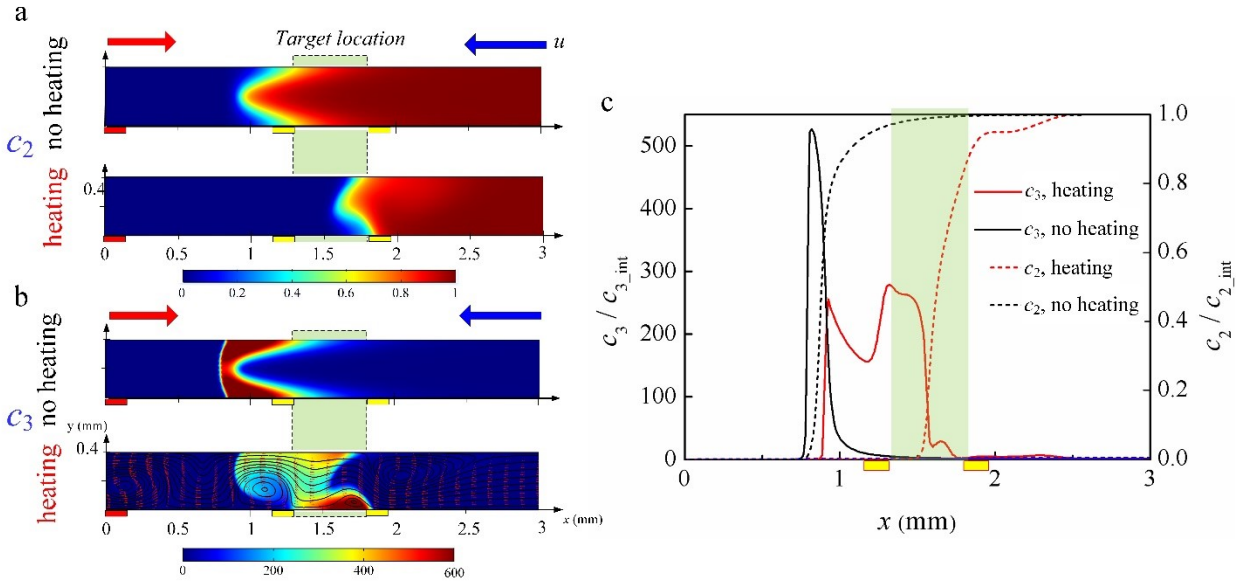 a
Target location
u
no heating
c2
heating
0.4
0 0.5 1 1.5 2 2.5 3
0 0.2 0.4 0.6 0.8 1
b
no heating
c3
heating
y (mm)
0.4
0 0.5 1 1.5 2 2.5 3 x (mm)
0 200 400 600
c
c3 / c3_int
550
500
400
300
200
100
0
c3, heating
c3, no heating
c2, heating
c2, no heating
1.0
0.8
0.6
0.4
0.2
0.0
c2 / c2_int
0 1 2 3
x (mm)